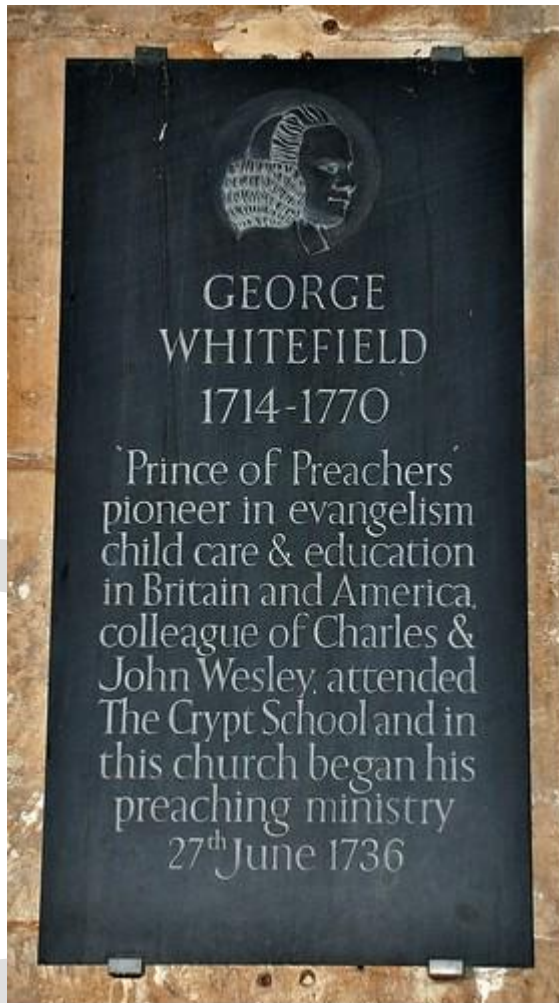 GEORGE
WHITEFIELD
1714-1770
'Prince of Preachers'
pioneer in evangelism
child care & education
in Britain and America,
colleague of Charles &
John Wesley, attended
The Crypt School and in
this church began his
preaching ministry
27th June 1736